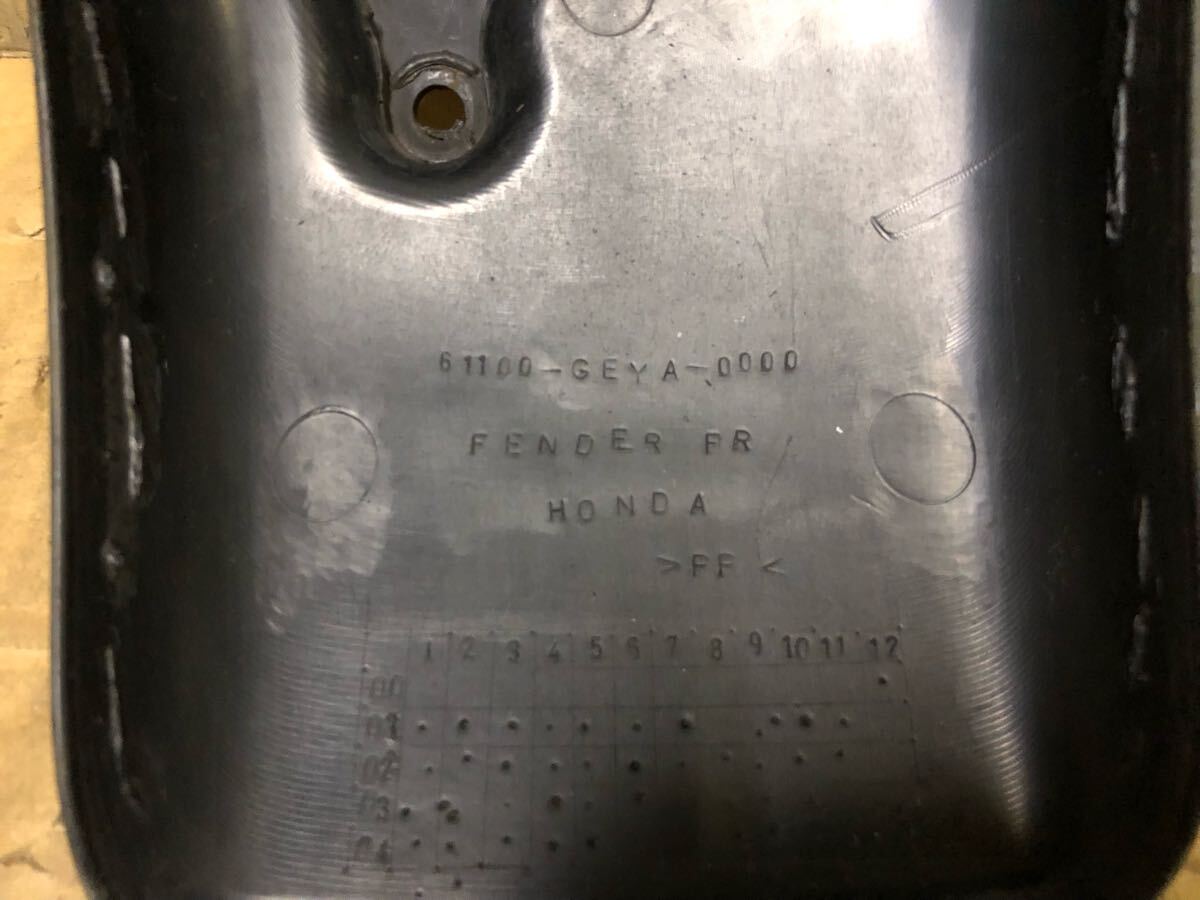 61100-GEYA-0000
FENDER FR
HONDA
>PP<
1 2 3 4 5 6 7 8 9 10 11 12
00
01
02
03
04